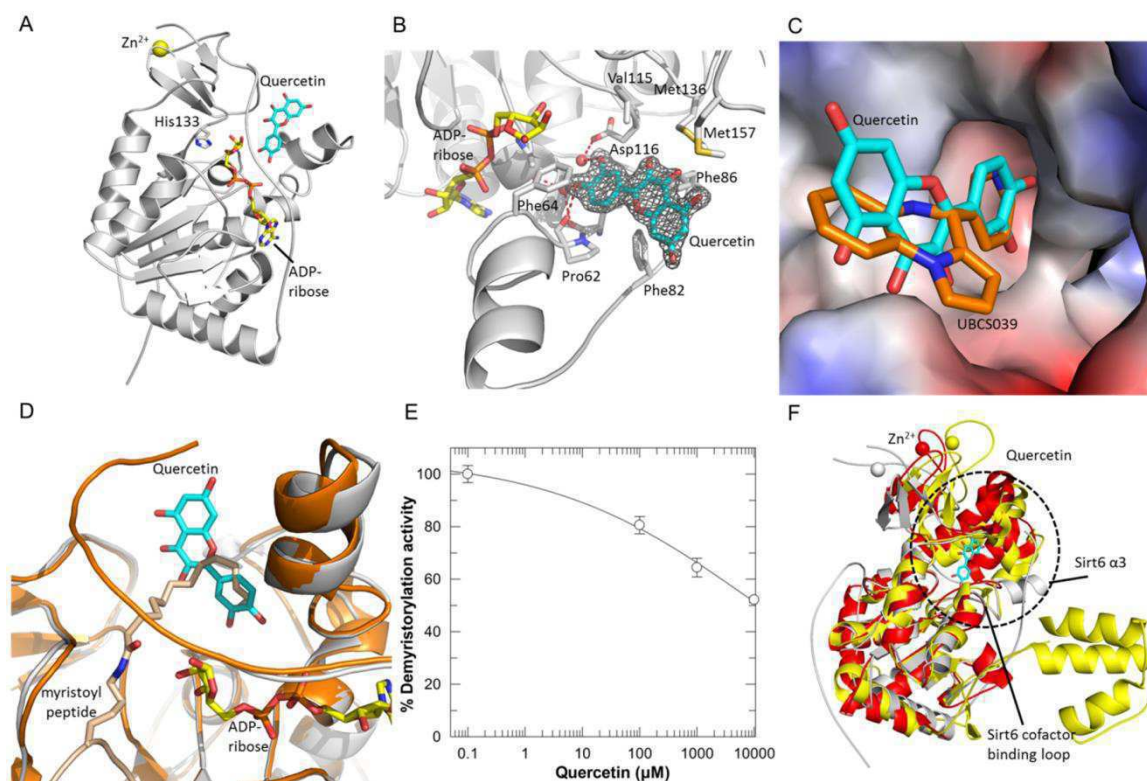 A
Zn2+
Quercetin
His133
ADP-
ribose
B
Val115
Met136
ADP-
ribose
Met157
Asp116
Phe86
Phe64
Quercetin
Pro62
Phe82
C
Quercetin
UBCS039
D
Quercetin
myristoyl
peptide
ADP-
ribose
E
% Demyristorylation activity
100
80
60
40
20
0
0.1
1
10
100
1000
10000
Quercetin (µM)
F
Zn2+
Quercetin
Sirt6 α3
Sirt6 cofactor
binding loop